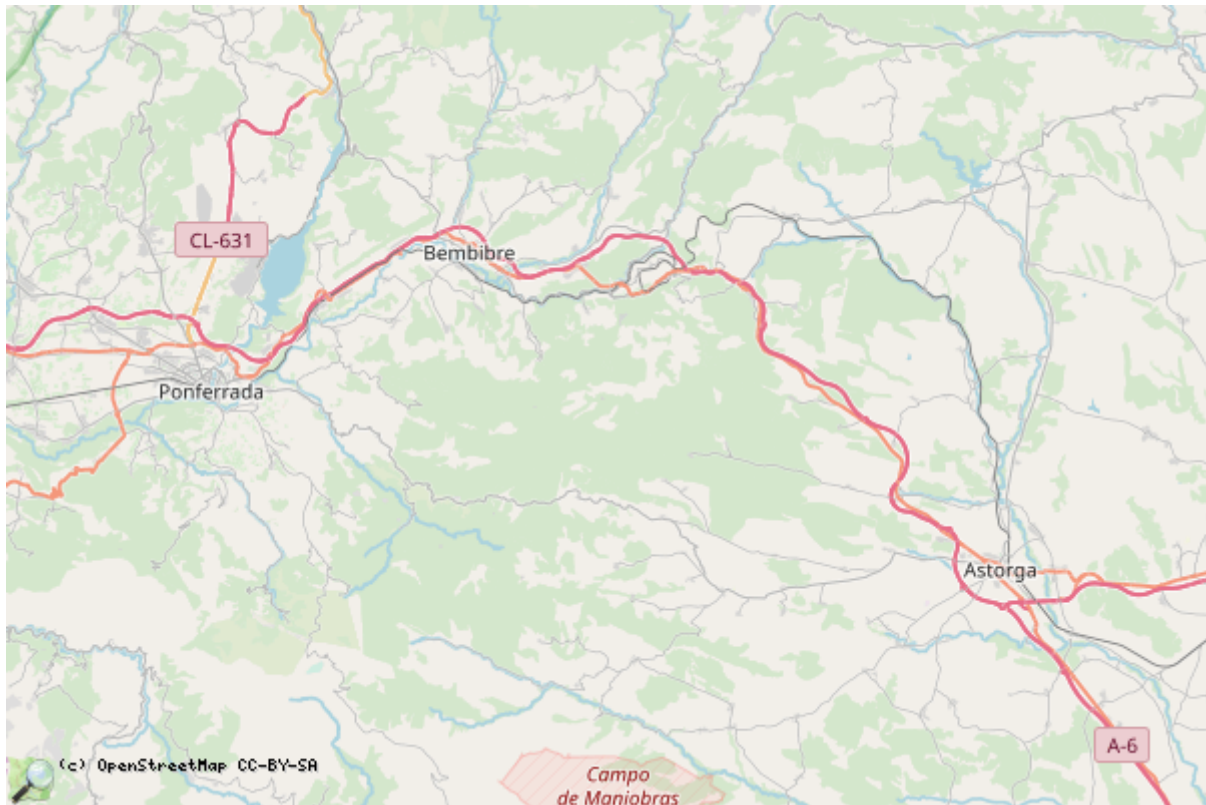 CL-631
Bembibre
Ponferrada
Astorga
A-6
(c) OpenStreetMap CC-BY-SA
Campo
de Maniobras